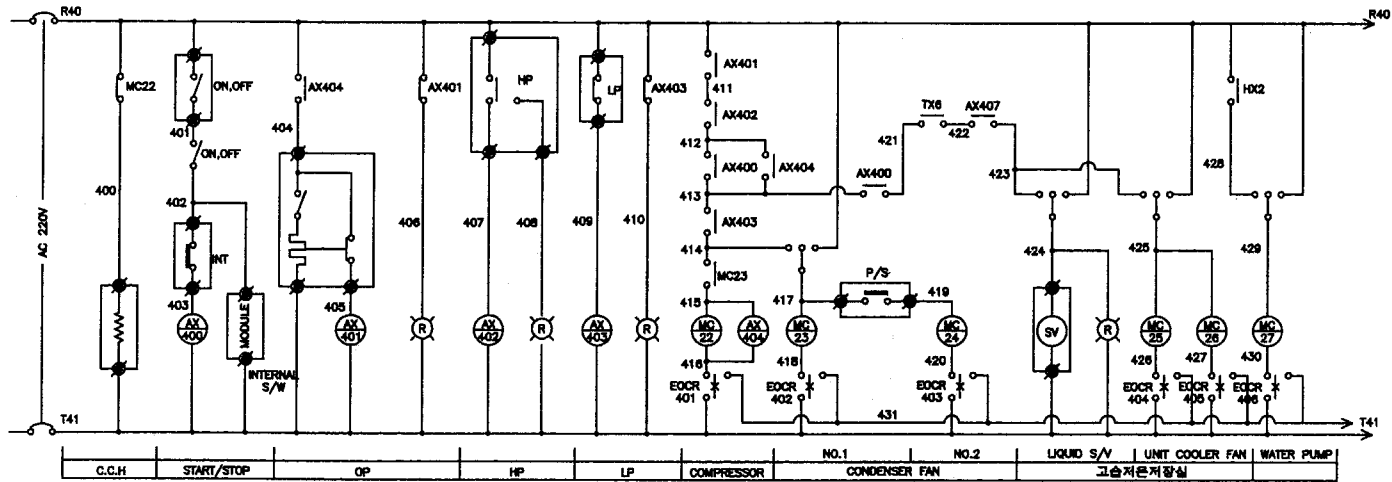 R40
R40
MC22
ON,OFF
AX404
AX401
HP
LP
AX403
AX401
411
AX402
TX6
AX407
HX2
401
404
412
421
422
ON,OFF
AX400
AX404
AX400
423
428
400
402
413
AC 220V
INT
406
407
408
409
410
AX403
414
424
425
429
403
MC23
P/S
405
415
417
419
AX
400
MODULE
AX
401
R
AX
402
R
AX
403
R
MC
22
AX
404
MC
23
MC
24
SV
R
MC
25
MC
26
MC
27
INTERNAL
S/W
416
418
420
426
427
430
EOCR
401
EOCR
402
EOCR
403
EOCR
404
EOCR
405
EOCR
406
431
T41
T41
C.C.H
START/STOP
OP
HP
LP
COMPRESSOR
NO.1
NO.2
CONDENSER FAN
LIQUID S/V
UNIT COOLER FAN
WATER PUMP
고습저온저장실